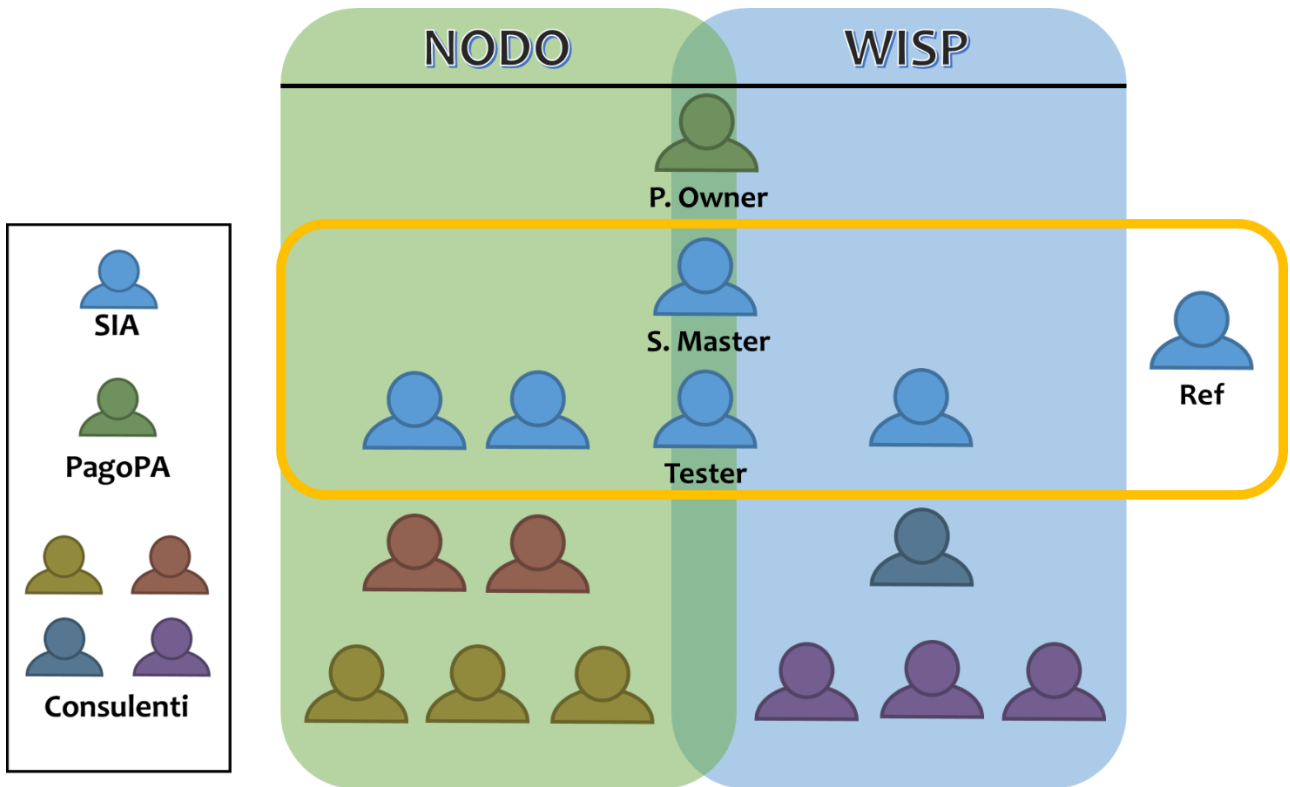 NODO
WISP
P. Owner
S. Master
Ref
Tester
SIA
PagoPA
Consulenti